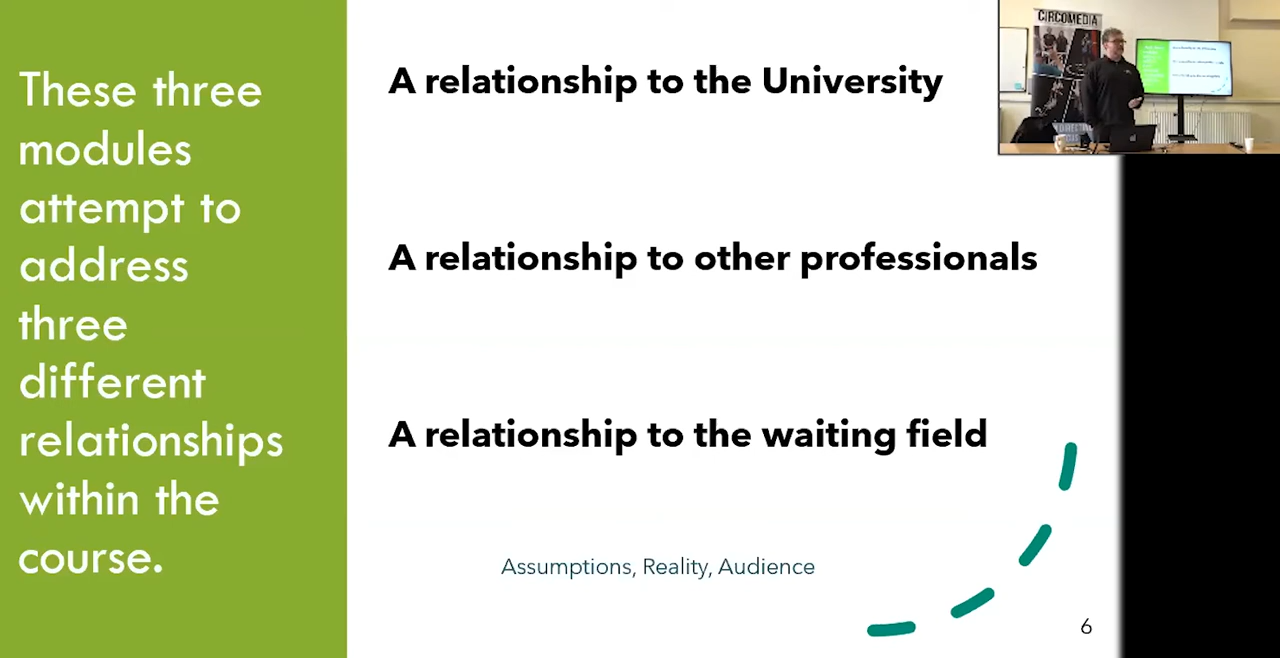 These three
modules
attempt to
address
three
different
relationships
within the
course.
A relationship to the University
A relationship to other professionals
A relationship to the waiting field
Assumptions, Reality, Audience
6
CIRCOMEDIA